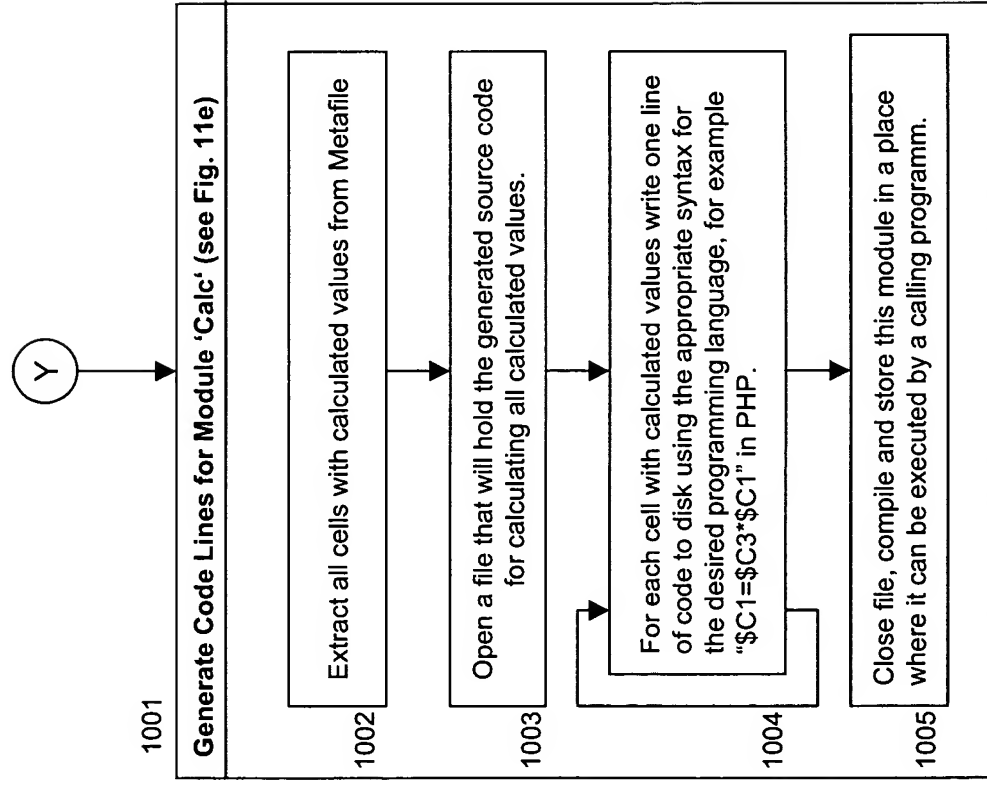 Y
1001
Generate Code Lines for Module ‘Calc‘ (see Fig. 11e)
1002
Extract all cells with calculated values from Metafile
1003
Open a file that will hold the generated source code
for calculating all calculated values.
1004
For each cell with calculated values write one line
of code to disk using the appropriate syntax for
the desired programming language, for example
“$C1=$C3*$C1” in PHP.
1005
Close file, compile and store this module in a place
where it can be executed by a calling programm.